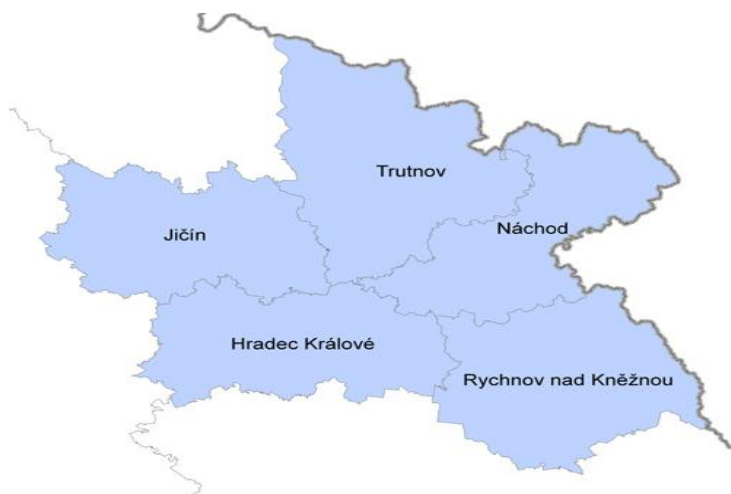 Trutnov
Náchod
Jičín
Hradec Králové
Rychnov nad Kněžnou